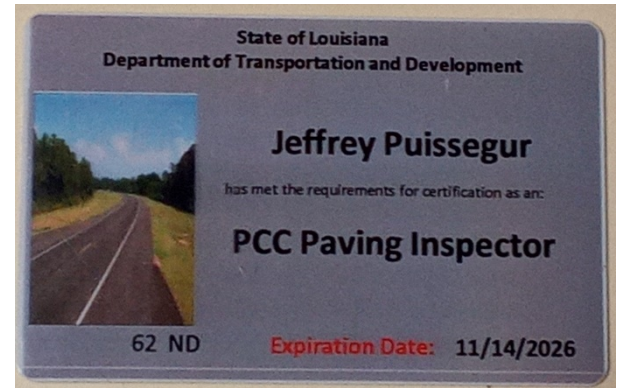 State of Louisiana
Department of Transportation and Development
Jeffrey Puissegur
has met the requirements for certification as an:
PCC Paving Inspector
62 ND
Expiration Date: 11/14/2026